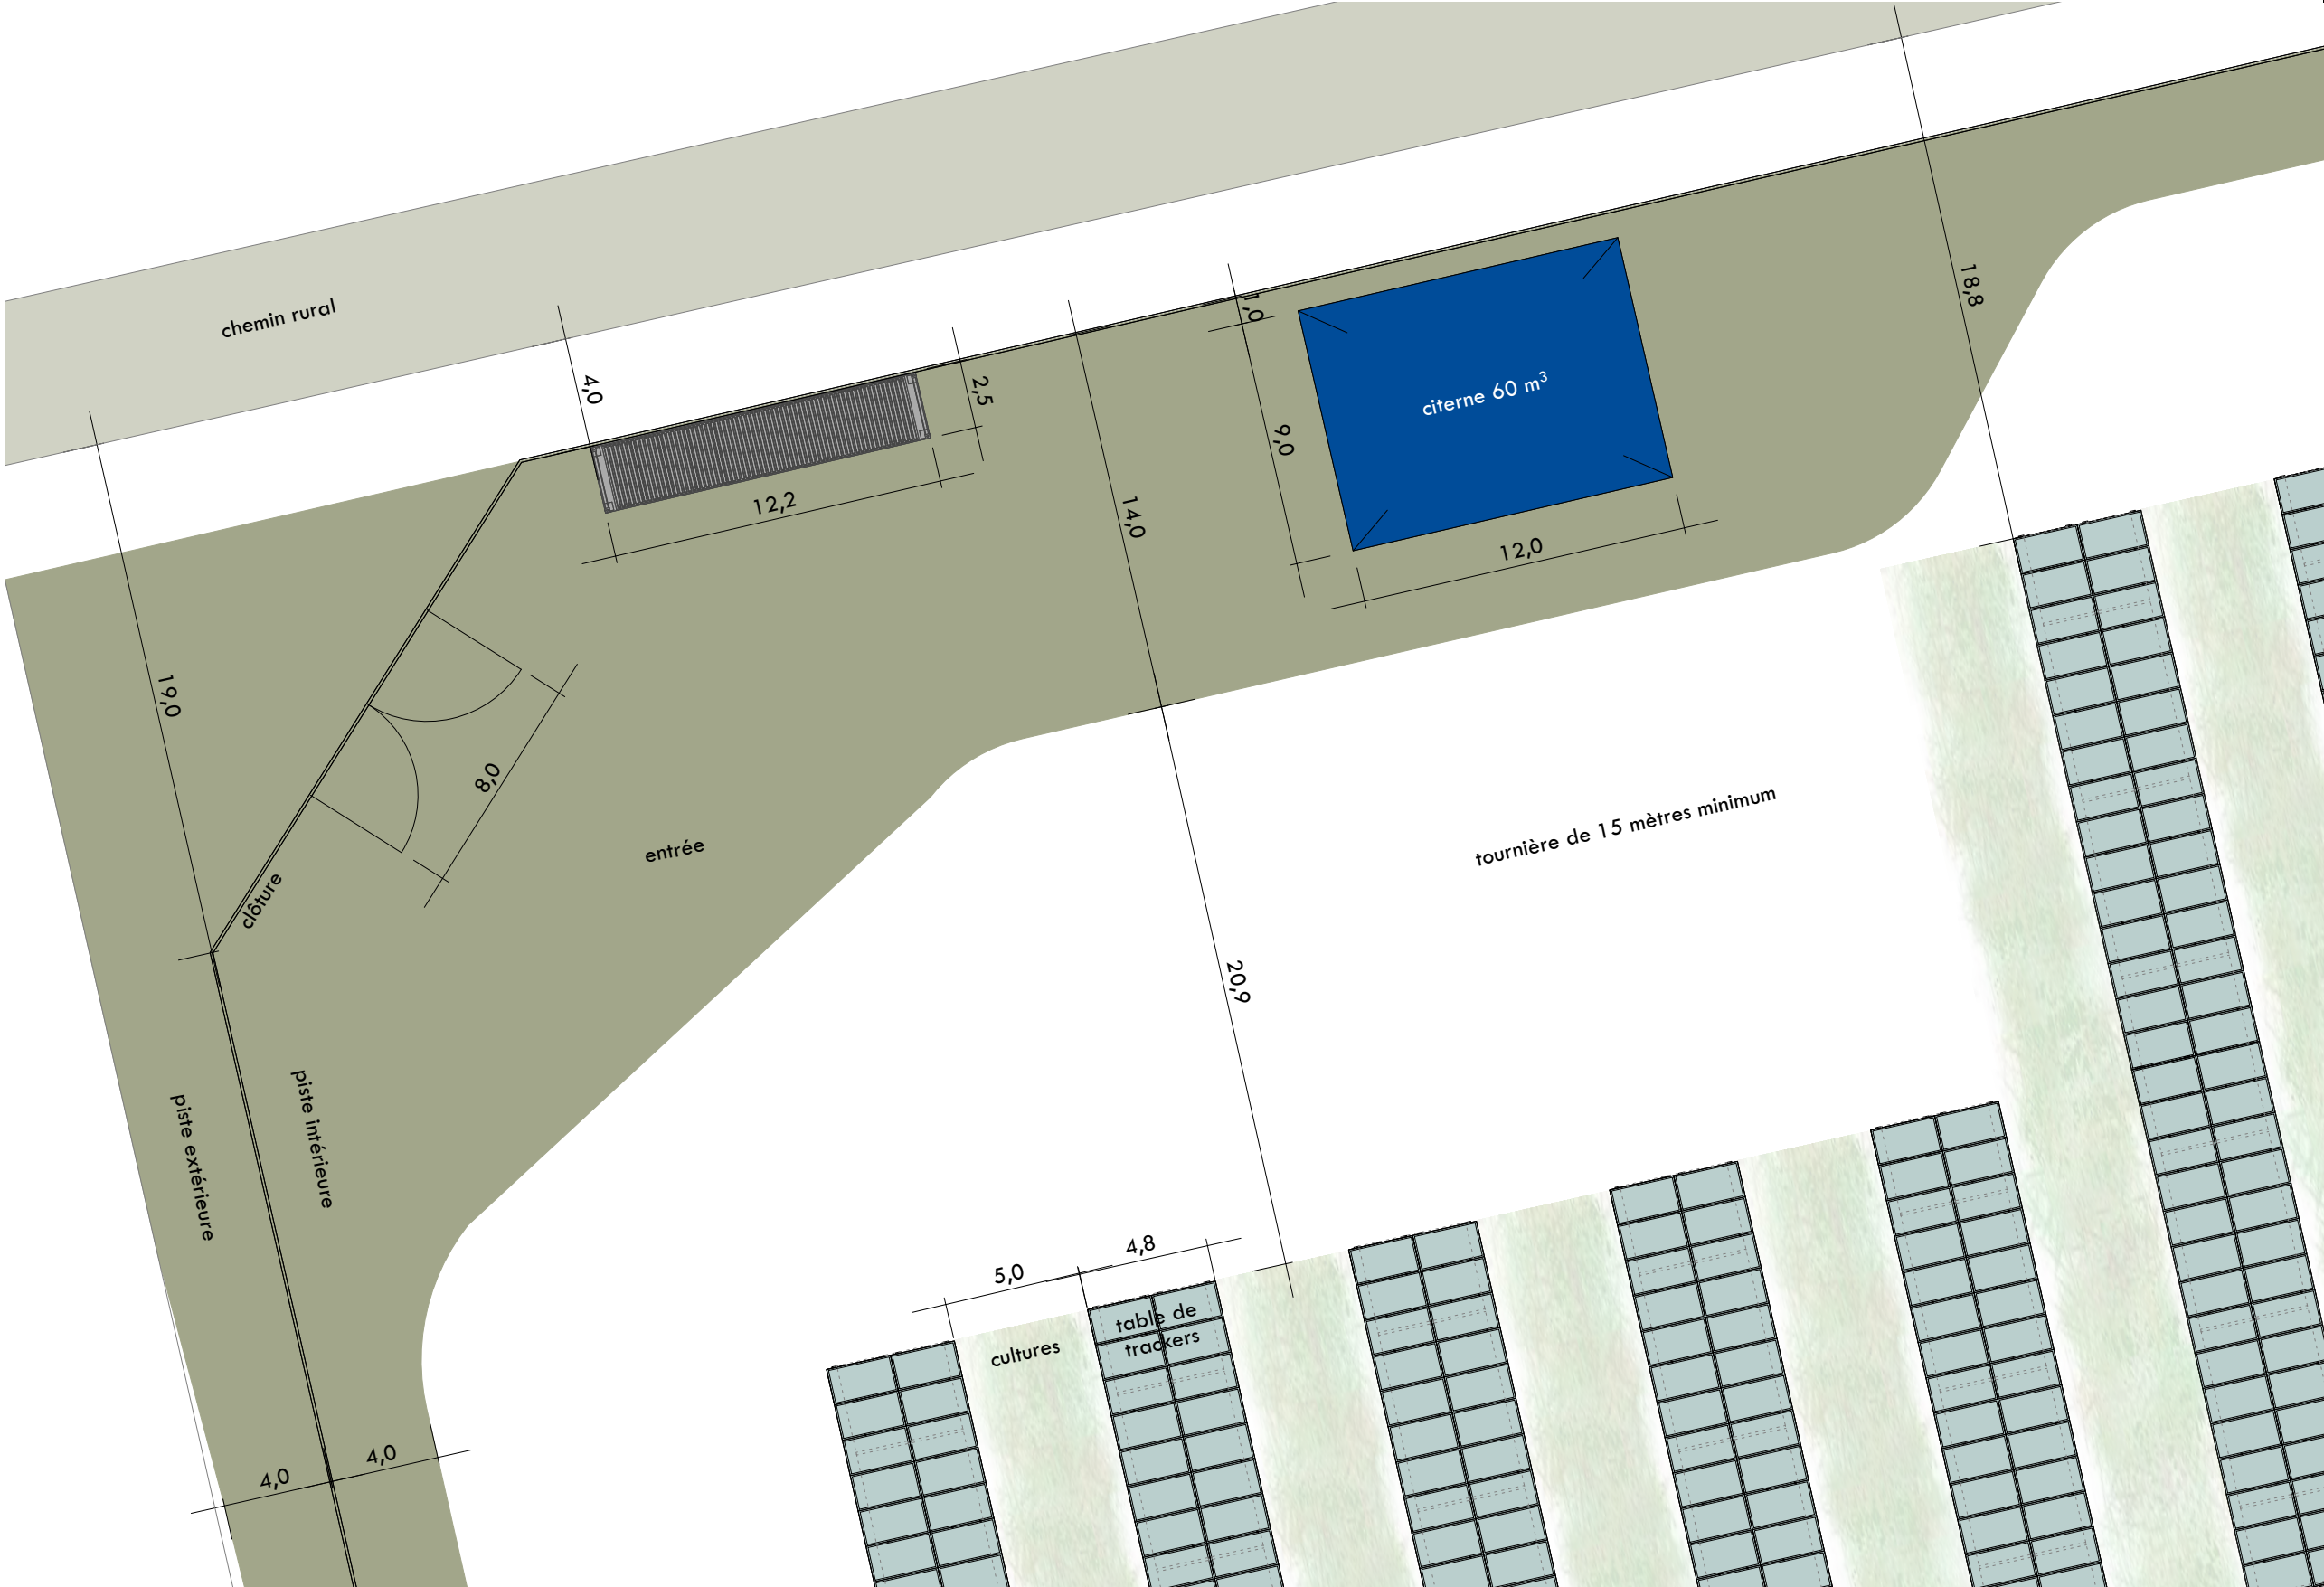 chemin rural
18,8
4,0
2,5
1,0
citerne 60 m³
9,0
12,2
14,0
12,0
19,0
8,0
tournière de 15 mètres minimum
entrée
clôture
20,9
piste intérieure
piste extérieure
4,8
5,0
table de
trackers
cultures
4,0
4,0